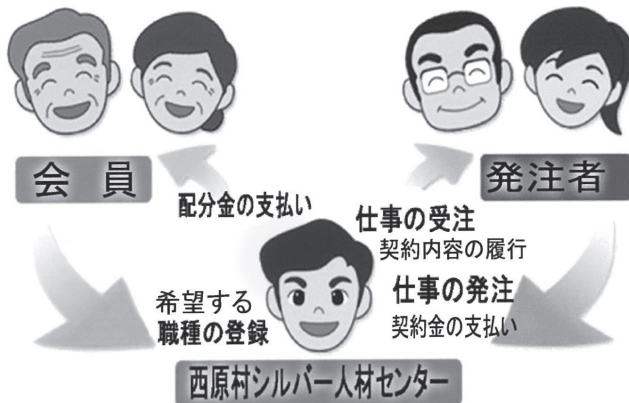 会員
発注者
配分金の支払い
仕事の受注
契約内容の履行
希望する
職種の登録
仕事の発注
契約金の支払い
西原村シルバー人材センター